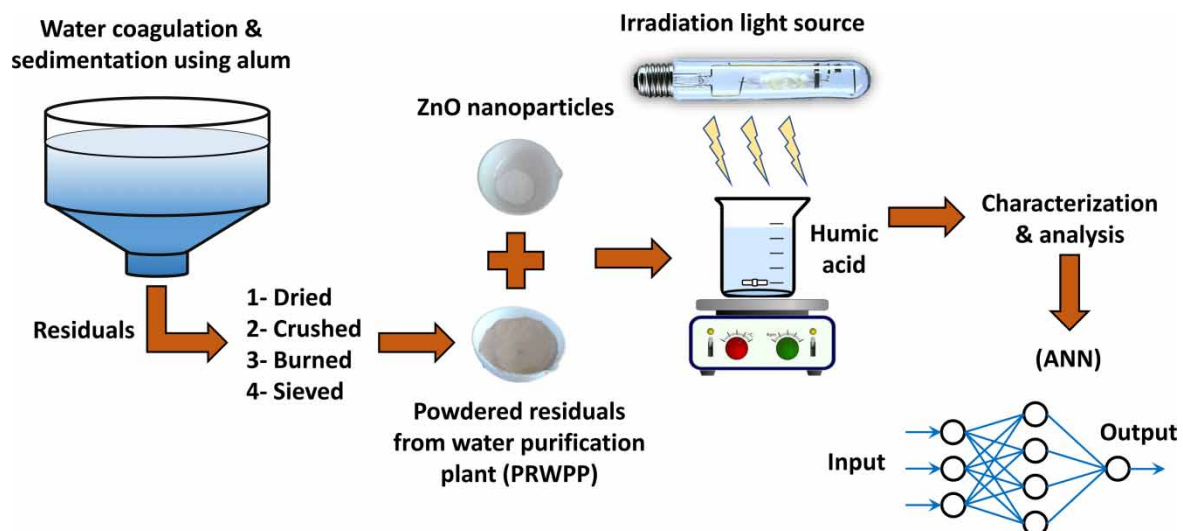 Water coagulation &
sedimentation using alum
Residuals
1- Dried
2- Crushed
3- Burned
4- Sieved
ZnO nanoparticles
Powdered residuals
from water purification
plant (PRWPP)
Irradiation light source
Humic
acid
Characterization
& analysis
(ANN)
Input
Output